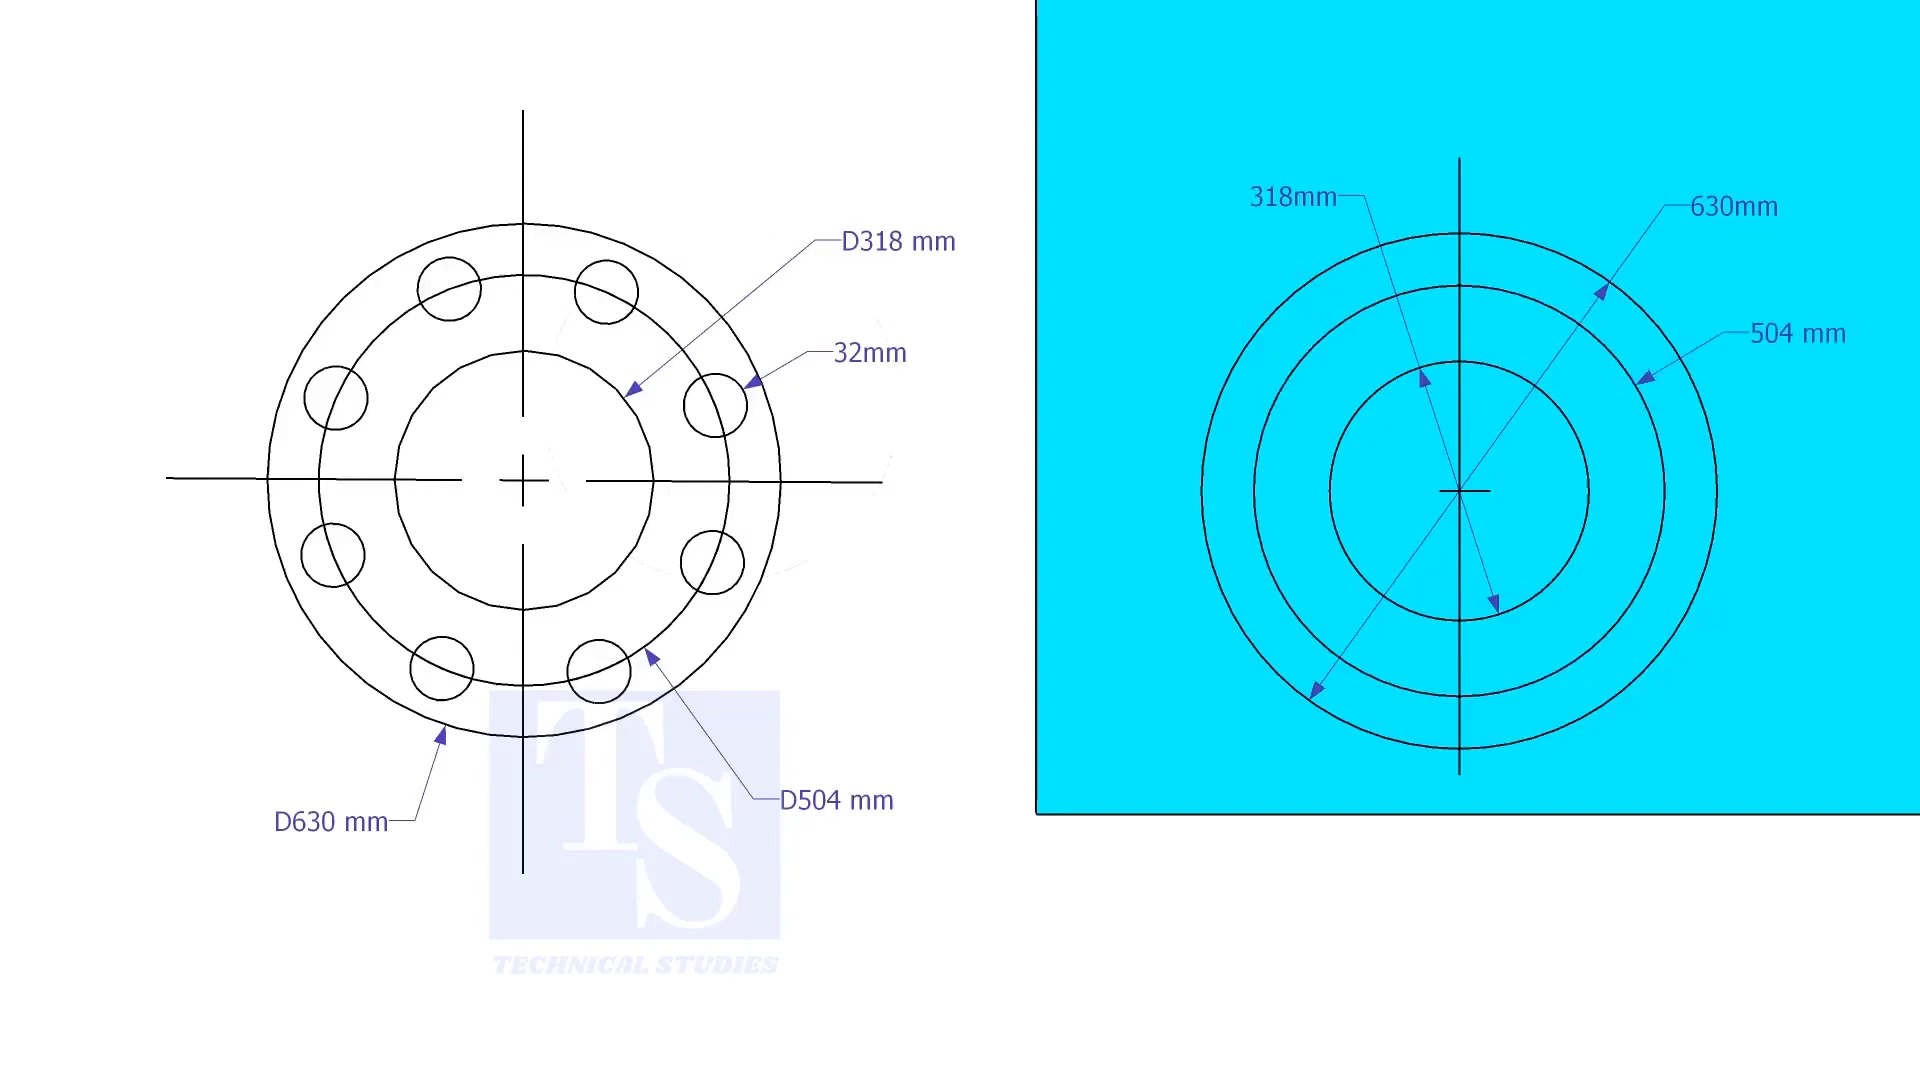 D318 mm
32mm
D504 mm
D630 mm
TS
TECHNICAL STUDIES
318mm
630mm
504 mm